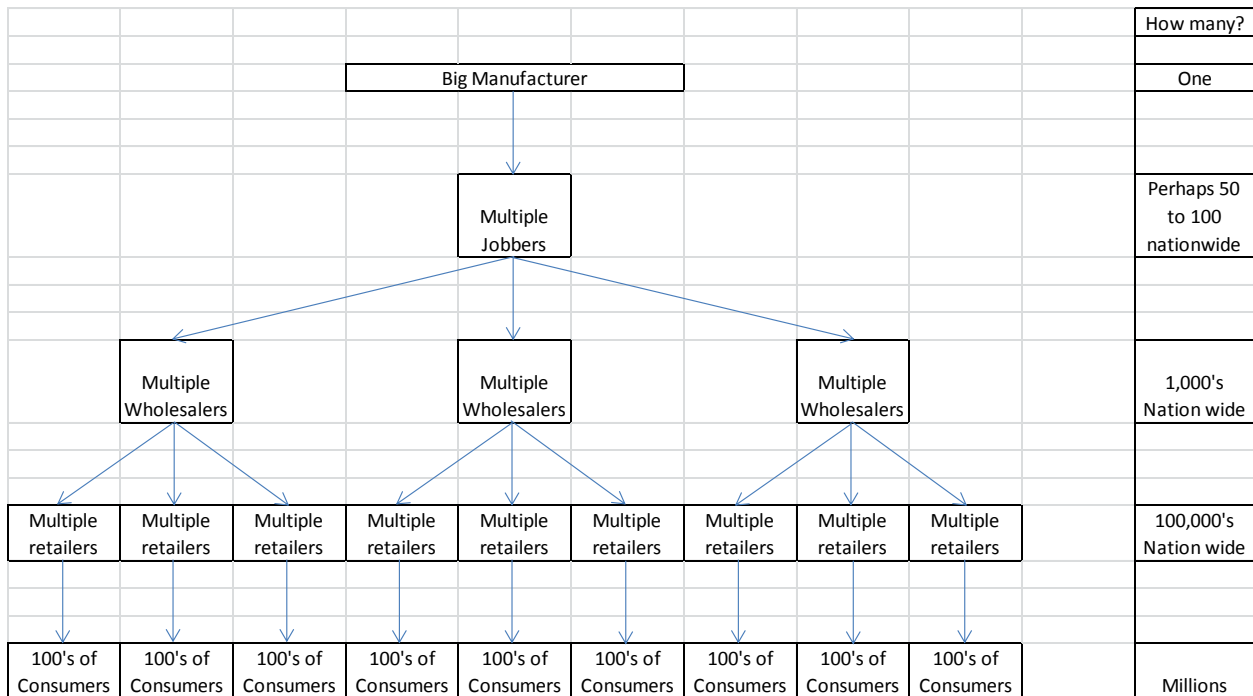 How many?
Big Manufacturer
One
Multiple
Jobbers
Perhaps 50
to 100
nationwide
Multiple
Wholesalers
Multiple
Wholesalers
Multiple
Wholesalers
1,000's
Nation wide
Multiple
retailers
Multiple
retailers
Multiple
retailers
Multiple
retailers
Multiple
retailers
Multiple
retailers
Multiple
retailers
Multiple
retailers
Multiple
retailers
100,000's
Nation wide
100's of
Consumers
100's of
Consumers
100's of
Consumers
100's of
Consumers
100's of
Consumers
100's of
Consumers
100's of
Consumers
100's of
Consumers
100's of
Consumers
Millions